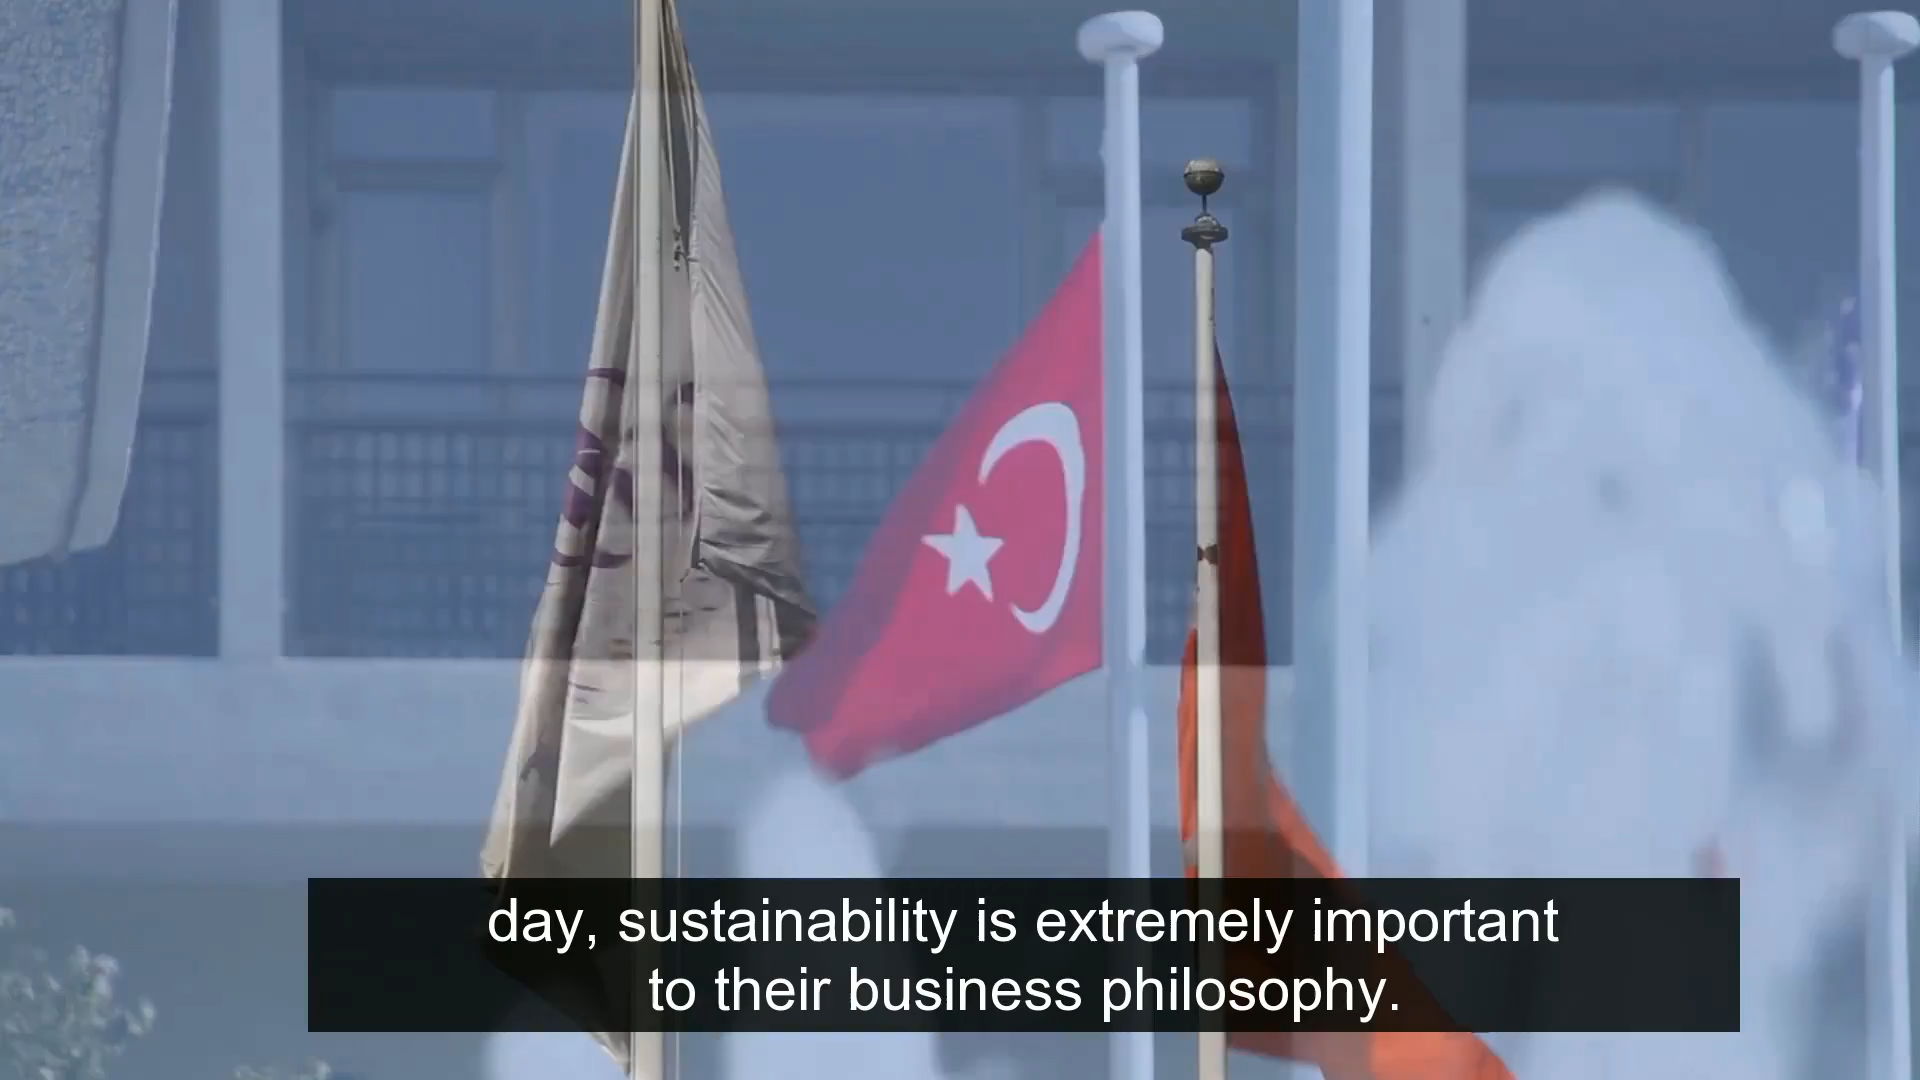 day, sustainability is extremely important
to their business philosophy.